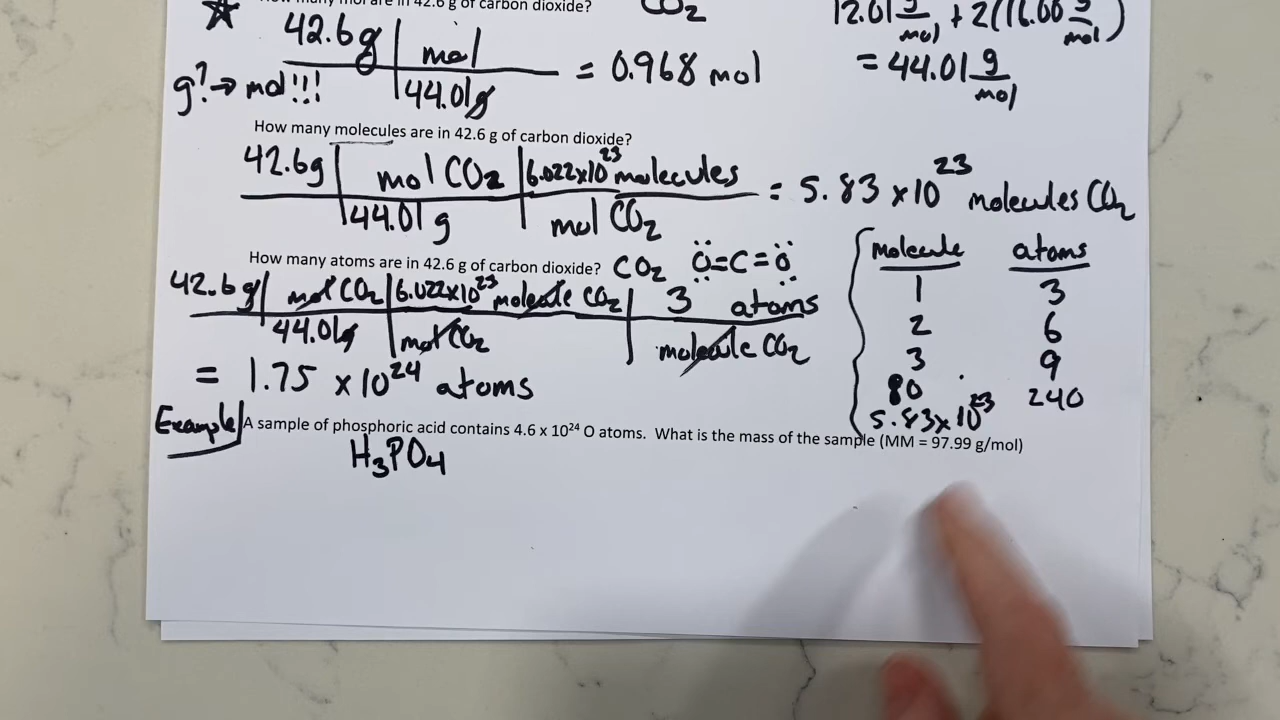 How many mol are in 42.6 g of carbon dioxide? CO2 12.01 g/mol + 2(16.00 g/mol)
42.6g | mol
44.01g = 0.968 mol = 44.01 g/mol
g? → mol!!!
How many molecules are in 42.6 g of carbon dioxide?
42.6g | mol CO2 | 6.022x10^23 molecules
44.01 g | mol CO2 = 5.83 x10^23 molecules CO2
How many atoms are in 42.6 g of carbon dioxide? CO2 Ö=C=Ö
42.6 g | mol CO2 | 6.022x10^23 molecule CO2 | 3 atoms
44.01g | mol CO2 | molecule CO2
= 1.75 x10^24 atoms
molecule atoms
1 3
2 6
3 9
80 240
5.83x10^23
Example A sample of phosphoric acid contains 4.6 x 10^24 O atoms. What is the mass of the sample (MM = 97.99 g/mol)
H3PO4